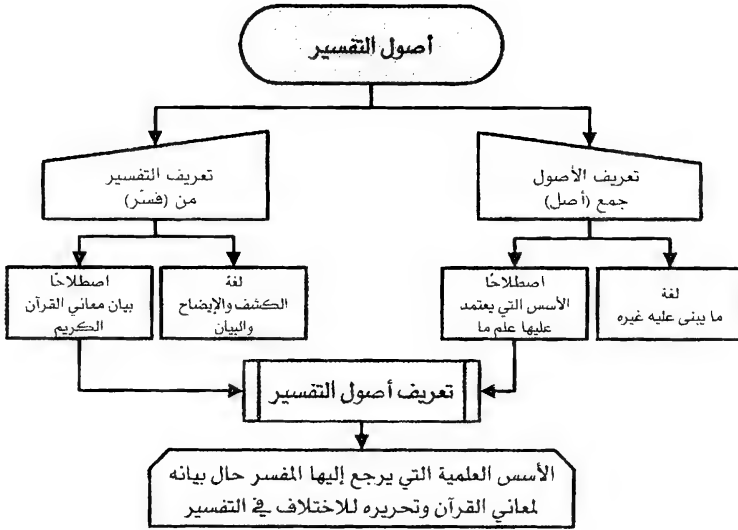 أصول التفسير
تعريف الأصول
جمع (أصل)
تعريف التفسير
من (فسّر)
لغة
ما يبنى عليه غيره
اصطلاحًا
الأسس التي يعتمد
عليها علم ما
لغة
الكشف والإيضاح
والبيان
اصطلاحًا
بيان معاني القرآن
الكريم
تعريف أصول التفسير
الأسس العلمية التي يرجع إليها المفسر حال بيانه
لمعاني القرآن وتحريره للاختلاف في التفسير